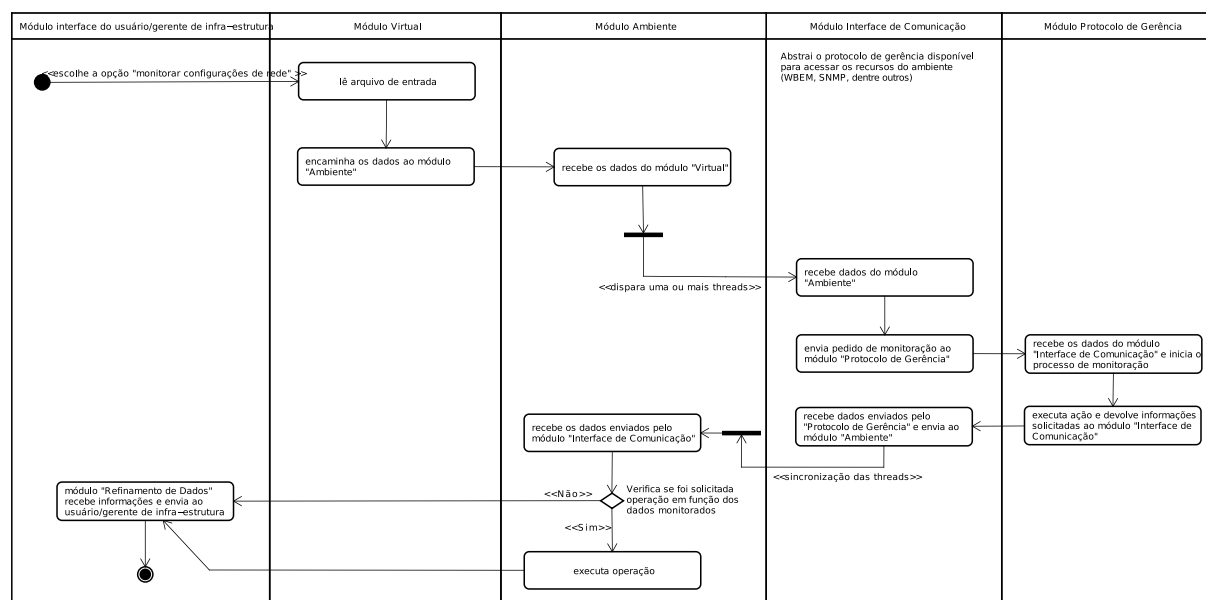 Módulo interface do usuário/gerente de infra-estrutura
Módulo Virtual
Módulo Ambiente
Módulo Interface de Comunicação
Módulo Protocolo de Gerência
Abstrai o protocolo de gerência disponível
para acessar os recursos do ambiente
(WBEM, SNMP, dentre outros)
<<escolhe a opção "monitorar configurações de rede" >>
lê arquivo de entrada
encaminha os dados ao módulo
"Ambiente"
recebe os dados do módulo "Virtual"
<<dispara uma ou mais threads>>
recebe dados do módulo
"Ambiente"
envia pedido de monitoração ao
módulo "Protocolo de Gerência"
recebe os dados do módulo
"Interface de Comunicação" e inicia o
processo de monitoração
executa ação e devolve informações
solicitadas ao módulo "Interface de
Comunicação"
recebe dados enviados pelo
"Protocolo de Gerência" e envia ao
módulo "Ambiente"
<<sincronização das threads>>
recebe os dados enviados pelo
módulo "Interface de Comunicação"
Verifica se foi solicitada
operação em função dos
dados monitorados
<<Não>>
<<Sim>>
módulo "Refinamento de Dados"
recebe informações e envia ao
usuário/gerente de infra-estrutura
executa operação